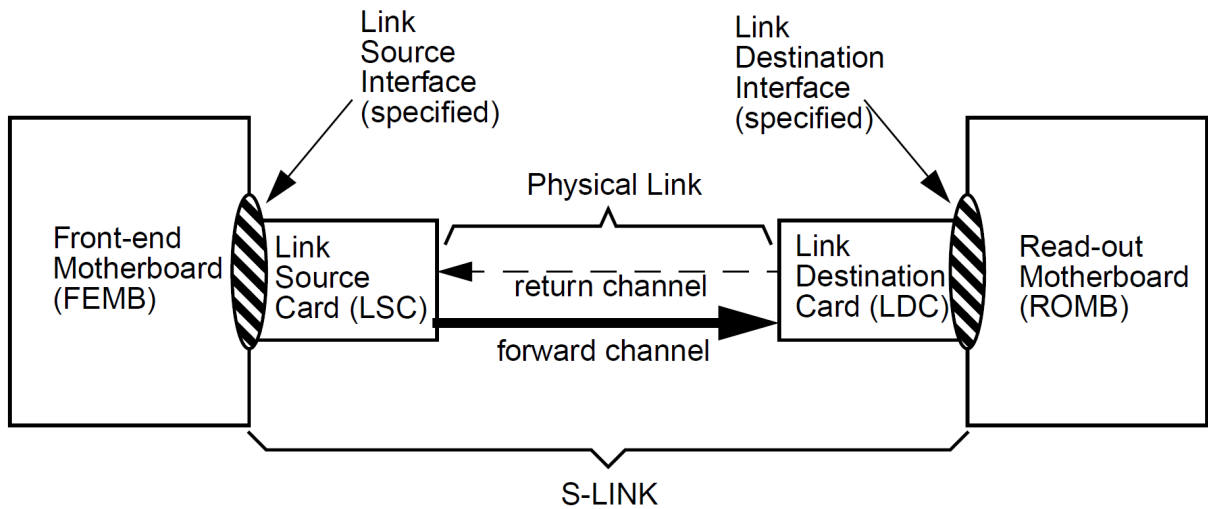 Link
Source
Interface
(specified)
Link
Destination
Interface
(specified)
Physical Link
Front-end
Motherboard
(FEMB)
Link
Source
Card (LSC)
return channel
forward channel
Link
Destination
Card (LDC)
Read-out
Motherboard
(ROMB)
S-LINK